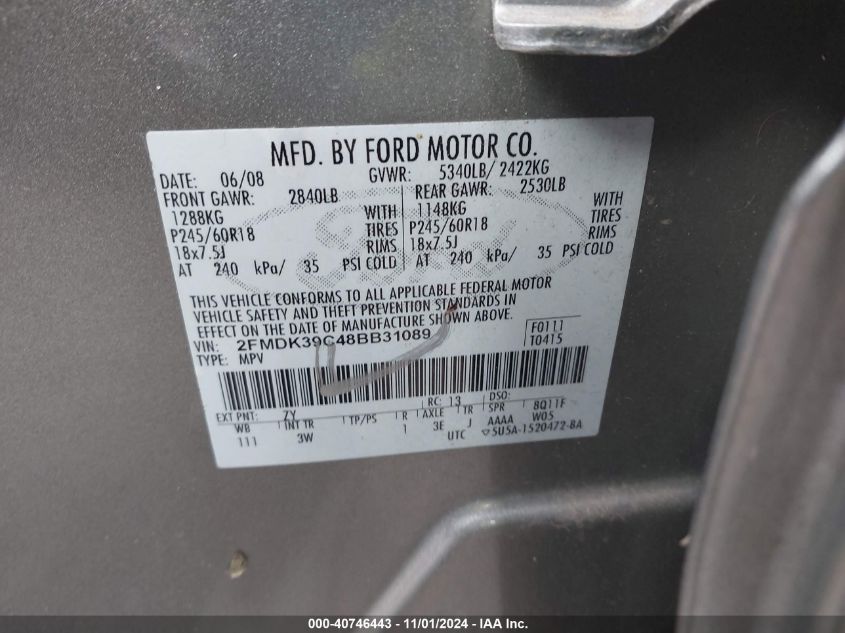 MFD. BY FORD MOTOR CO.
DATE: 06/08 GVWR: 5340LB/ 2422KG
FRONT GAWR: 2840LB REAR GAWR: 2530LB
1288KG WITH 1148KG WITH
P245/60R18 TIRES P245/60R18 TIRES
18x7.5J RIMS 18x7.5J RIMS
AT 240 kPa/ 35 PSI COLD AT 240 kPa/ 35 PSI COLD
Ford
THIS VEHICLE CONFORMS TO ALL APPLICABLE FEDERAL MOTOR
VEHICLE SAFETY AND THEFT PREVENTION STANDARDS IN
EFFECT ON THE DATE OF MANUFACTURE SHOWN ABOVE.
VIN: 2FMDK39C48BB31089 F0111
TYPE: MPV T0415
EXT PNT: ZY RC: 13 DSO:
WB INT TR TP/PS R AXLE TR SPR 8Q11F
111 3W 1 3E J AAAA W05
UTC ▽5U5A-1520472-BA
000-40746443 - 11/01/2024 - IAA Inc.